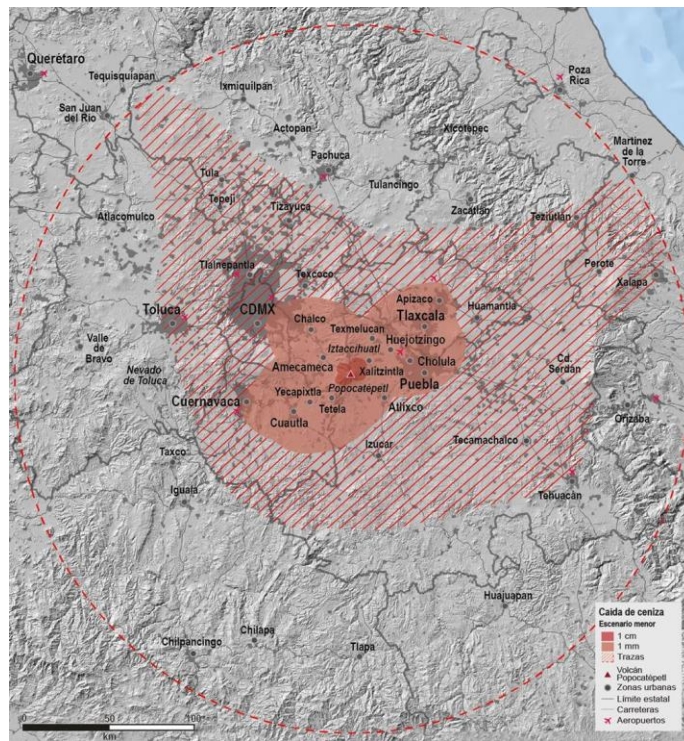 Querétaro
Tequisquiapan
Ixmiquilpan
Poza
Rica
San Juan
del Río
Actopan
Xicotepec
Martínez
de la
Torre
Pachuca
Tula
Tulancingo
Tepeji
Tizayuca
Zacatlán
Teziutlán
Atlacomulco
Tlalnepantla
Texcoco
Perote
Xalapa
Apizaco
Toluca
CDMX
Chalco
Tlaxcala
Huamantla
Texmelucan
Huejotzingo
Valle
de
Bravo
Iztaccihuatl
Nevado
de Toluca
Amecameca
Xalitzintla
Cholula
Cd.
Serdán
Puebla
Popocatépetl
Yecapixtla
Cuernavaca
Tetela
Atlixco
Cuautla
Orizaba
Tecamachalco
Izúcar
Taxco
Iguala
Tehuacán
Huajuapan
Chilpancingo
Chilapa
Tlapa
Caida de ceniza
Escenario menor
1 cm
1 mm
Trazas
Volcán
Popocatépetl
Zonas urbanas
Límite estatal
Carreteras
Aeropuertos
0 50 100
km